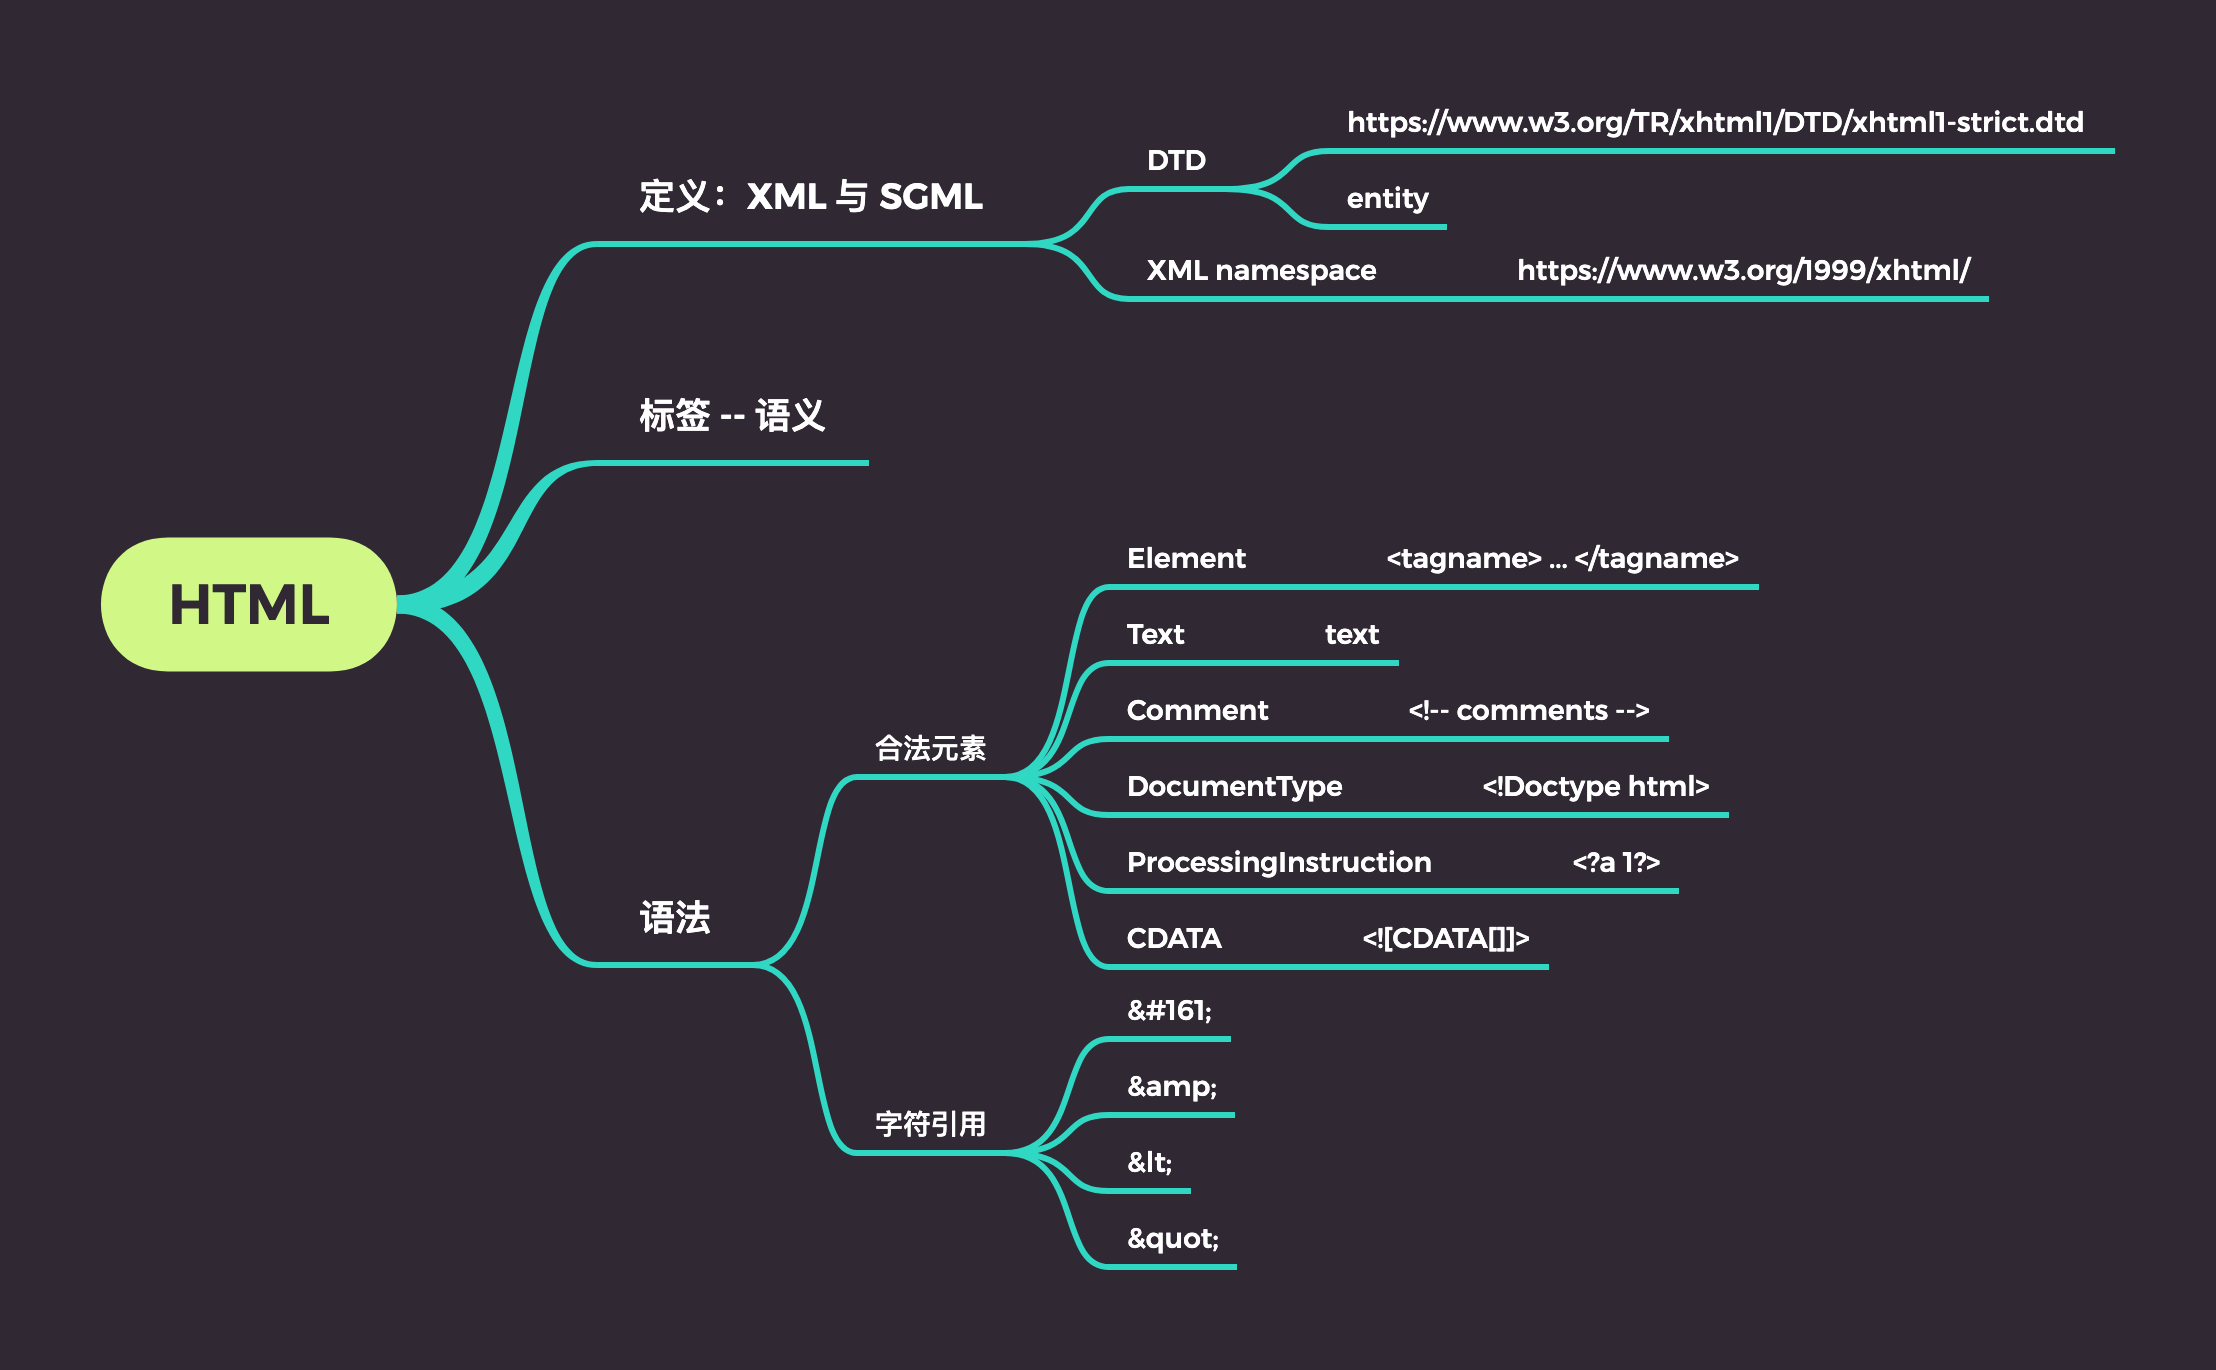 HTML
定义：XML 与 SGML
DTD
https://www.w3.org/TR/xhtml1/DTD/xhtml1-strict.dtd
entity
XML namespace https://www.w3.org/1999/xhtml/
标签 -- 语义
语法
合法元素
Element <tagname> ... </tagname>
Text text
Comment <!-- comments -->
DocumentType <!Doctype html>
ProcessingInstruction <?a 1?>
CDATA <![CDATA[]]>
字符引用
&#161;
&amp;
&lt;
&quot;